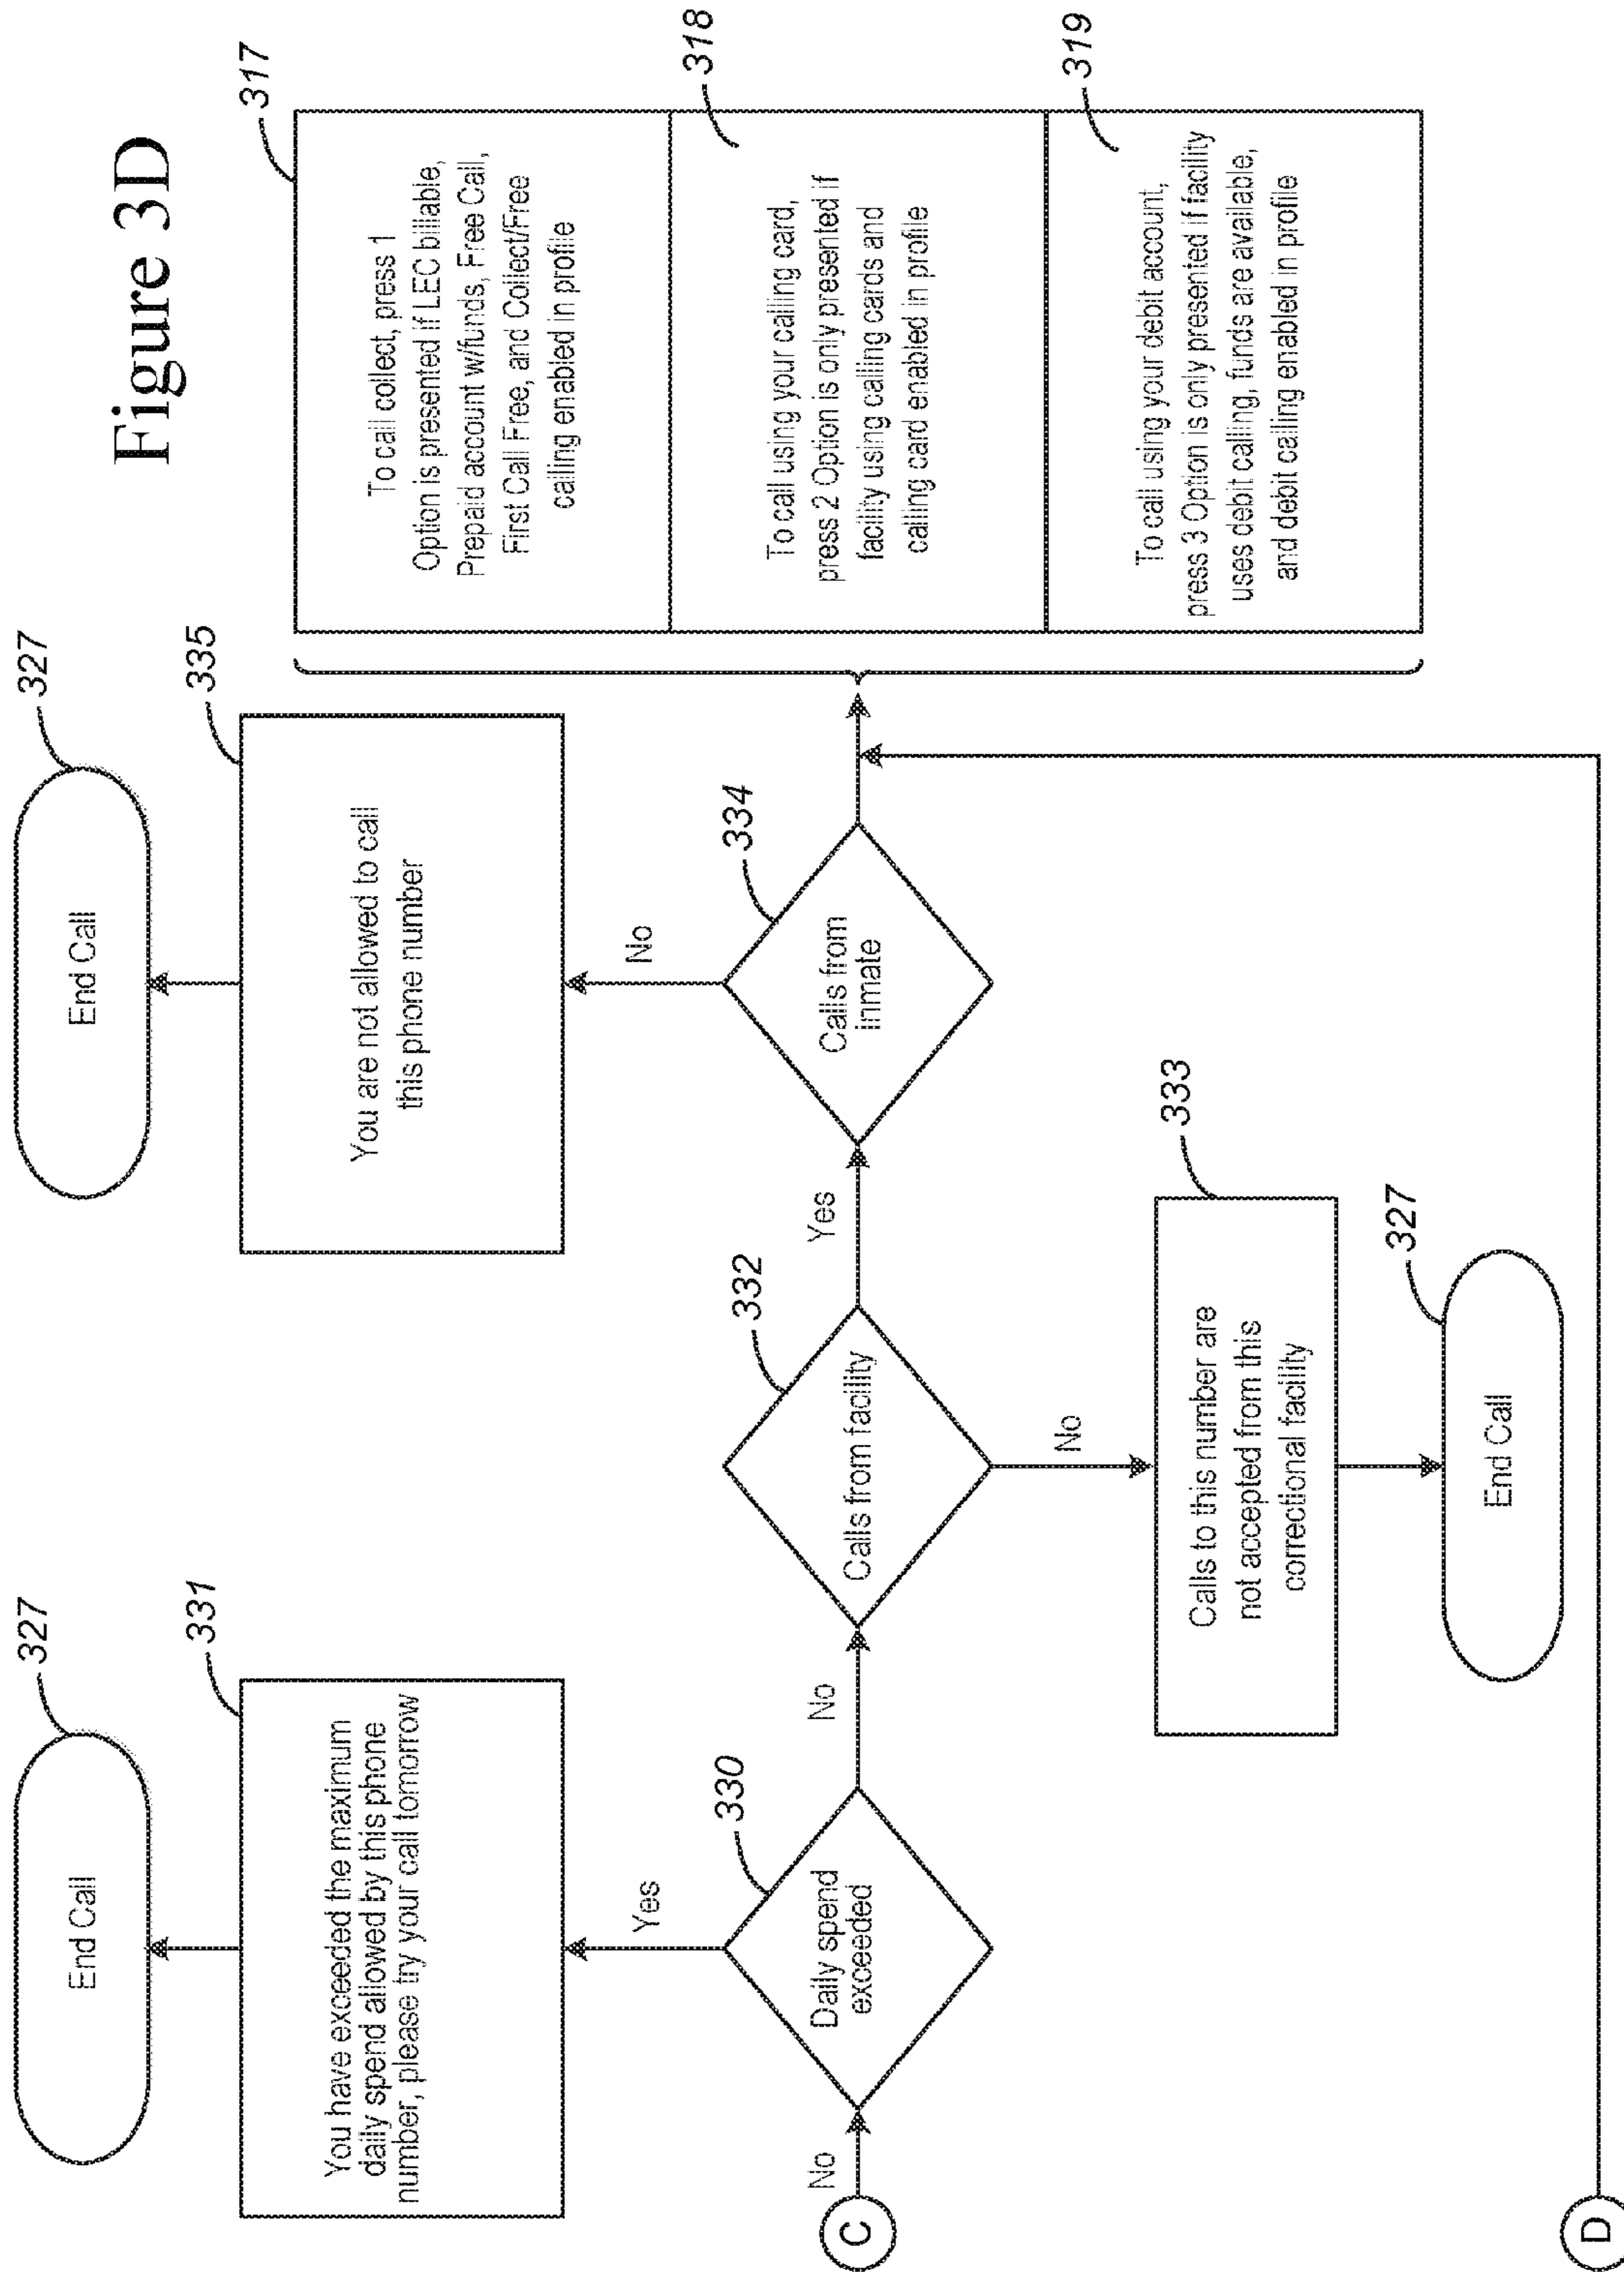 Figure 3D
327
End Call
331
You have exceeded the maximum
daily spend allowed by this phone
number, please try your call tomorrow
Yes
C
No
330
Daily spend
exceeded
No
332
Calls from facility
No
333
Calls to this number are
not accepted from this
correctional facility
327
End Call
Yes
334
Calls from
inmate
No
335
You are not allowed to call
this phone number
327
End Call
317
To call collect, press 1
Option is presented if LEC billable,
Prepaid account w/funds, Free Call,
First Call Free, and Collect/Free
calling enabled in profile
318
To call using your calling card,
press 2 Option is only presented if
facility using calling cards and
calling card enabled in profile
319
To call using your debit account,
press 3 Option is only presented if facility
uses debit calling, funds are available,
and debit calling enabled in profile
D